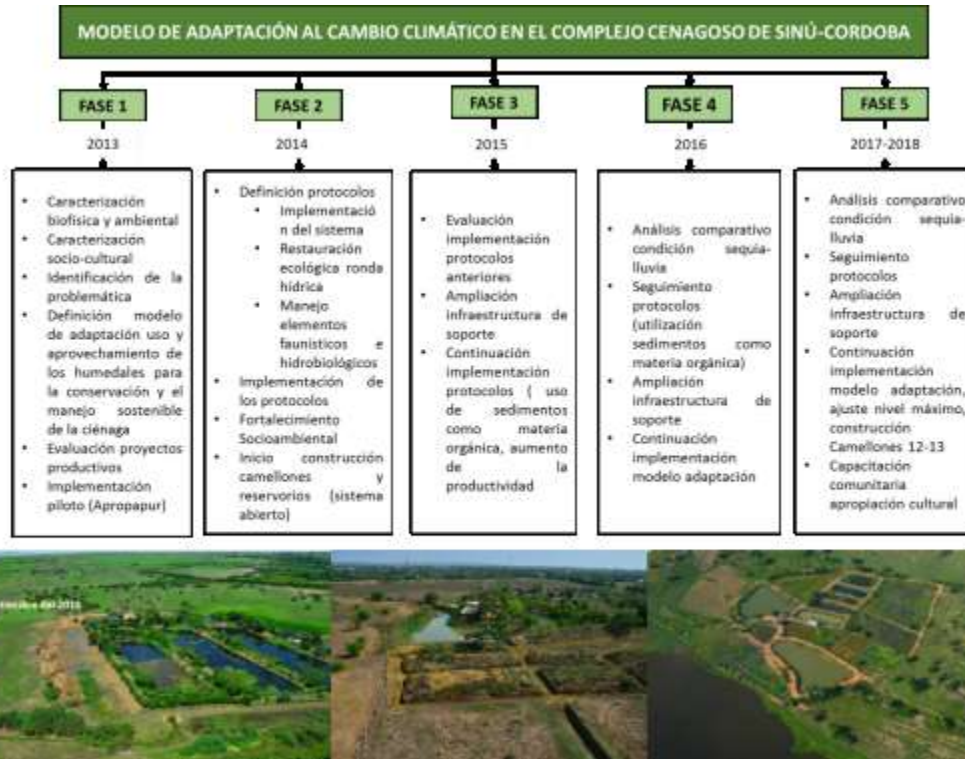 MODELO DE ADAPTACIÓN AL CAMBIO CLIMÁTICO EN EL COMPLEJO CENAGOSO DE SINÚ-CORDOBA
FASE 1
2013
• Caracterización
biofísica y ambiental
• Caracterización
socio-cultural
• Identificación de la
problemática
• Definición modelo
de adaptación uso y
aprovechamiento de
los humedales para
la conservación y el
manejo sostenible
de la ciénaga
• Evaluación proyectos
productivos
• Implementación
piloto (Apropapur)
FASE 2
2014
• Definición protocolos
• Implementació
n del sistema
• Restauración
ecológica ronda
hídrica
• Manejo
elementos
faunísticos e
hidrobiológicos
• Implementación de
los protocolos
• Fortalecimiento
Socioambiental
• Inicio construcción
camellones y
reservorios (sistema
abierto)
FASE 3
2015
• Evaluación
implementación
protocolos
anteriores
• Ampliación
infraestructura de
soporte
• Continuación
implementación
protocolos ( uso
de sedimentos
como materia
orgánica, aumento
de la
productividad
FASE 4
2016
• Análisis comparativo
condición sequia-
lluvia
• Seguimiento
protocolos
(utilización
sedimentos como
materia orgánica)
• Ampliación
infraestructura de
soporte
• Continuación
implementación
modelo adaptación
FASE 5
2017-2018
• Análisis comparativo
condición sequia-
lluvia
• Seguimiento
protocolos
• Ampliación
infraestructura de
soporte
• Continuación
implementación
modelo adaptación,
ajuste nivel máximo,
construcción
Camellones 12-13
• Capacitación
comunitaria
apropiación cultural